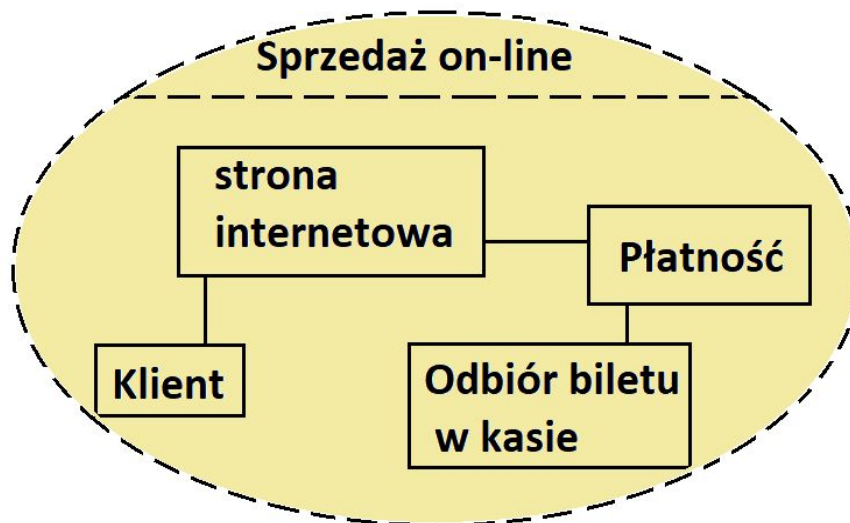 Sprzedaż on-line
strona
internetowa
Płatność
Klient
Odbiór biletu
w kasie